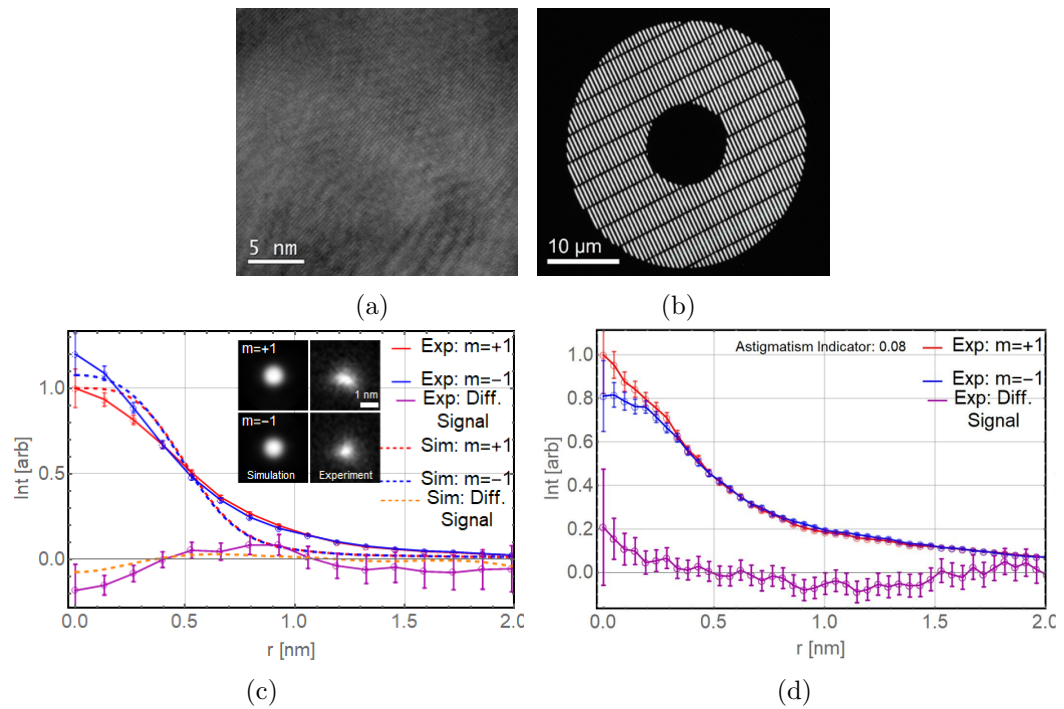 5 nm
10 µm
(a)
(b)
Int [arb]
1.0
0.5
0.0
0.0
0.5
1.0
1.5
2.0
r [nm]
m=+1
m=−1
1 nm
Simulation
Experiment
Exp: m=+1
Exp: m=−1
Exp: Diff.
Signal
Sim: m=+1
Sim: m=−1
Sim: Diff.
Signal
(c)
Int [arb]
1.0
0.8
0.6
0.4
0.2
0.0
0.0
0.5
1.0
1.5
2.0
r [nm]
Astigmatism Indicator: 0.08
Exp: m=+1
Exp: m=−1
Exp: Diff.
Signal
(d)